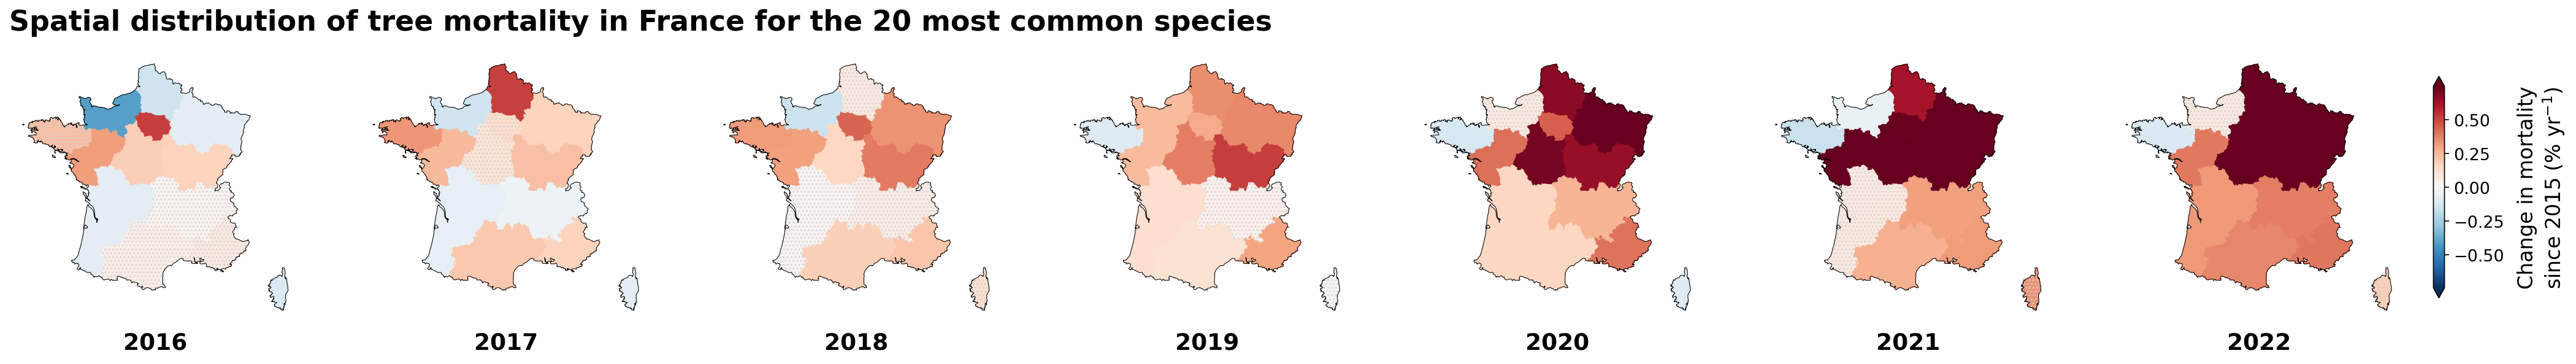 Spatial distribution of tree mortality in France for the 20 most common species
0.50
0.25
0.00
−0.25
−0.50
Change in mortality
since 2015 (% yr⁻¹)
2016 2017 2018 2019 2020 2021 2022